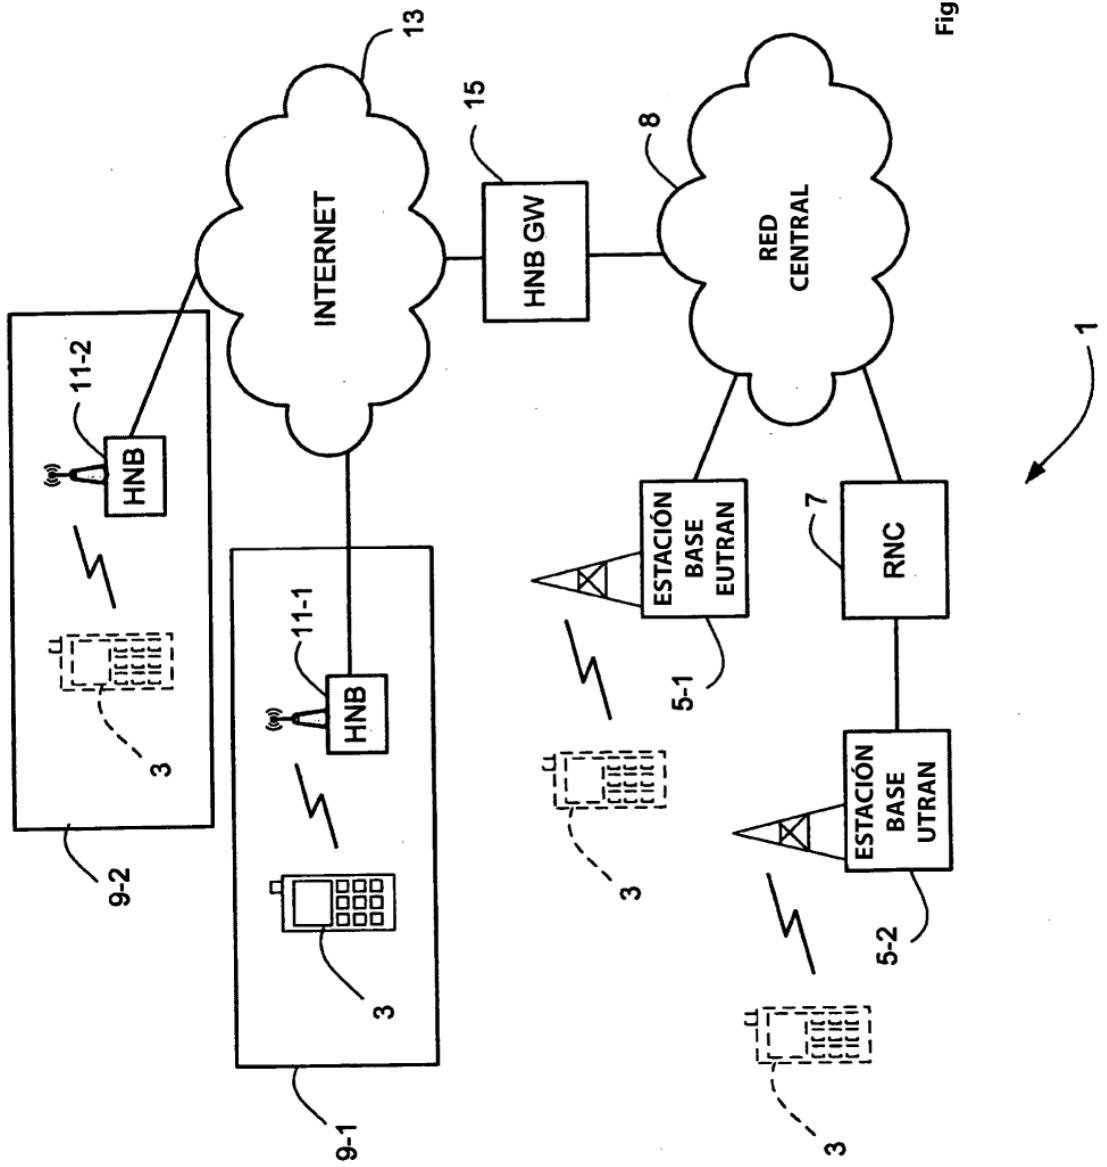 11-2
9-2
HNB
3
11-1
INTERNET
9-1
HNB
3
13
15
HNB GW
3
8
ESTACIÓN
BASE
EUTRAN
5-1
RED
CENTRAL
7
RNC
3
ESTACIÓN
BASE
UTRAN
5-2
Fig
1